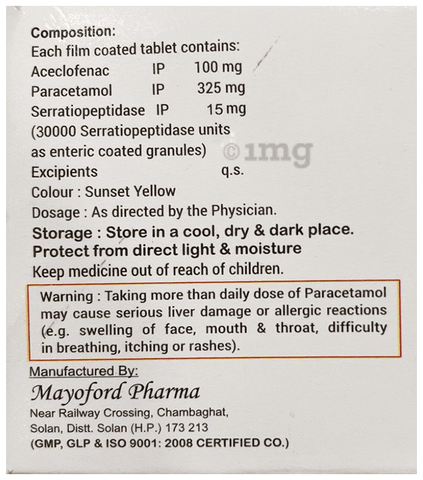 Composition:
Each film coated tablet contains:
Aceclofenac IP 100 mg
Paracetamol IP 325 mg
Serratiopeptidase IP 15 mg
(30000 Serratiopeptidase units
as enteric coated granules)
©1mg
Excipients q.s.
Colour : Sunset Yellow
Dosage : As directed by the Physician.
Storage : Store in a cool, dry & dark place.
Protect from direct light & moisture
Keep medicine out of reach of children.
Warning : Taking more than daily dose of Paracetamol
may cause serious liver damage or allergic reactions
(e.g. swelling of face, mouth & throat, difficulty
in breathing, itching or rashes).
Manufactured By:
Mayoford Pharma
Near Railway Crossing, Chambaghat,
Solan, Distt. Solan (H.P.) 173 213
(GMP, GLP & ISO 9001: 2008 CERTIFIED CO.)